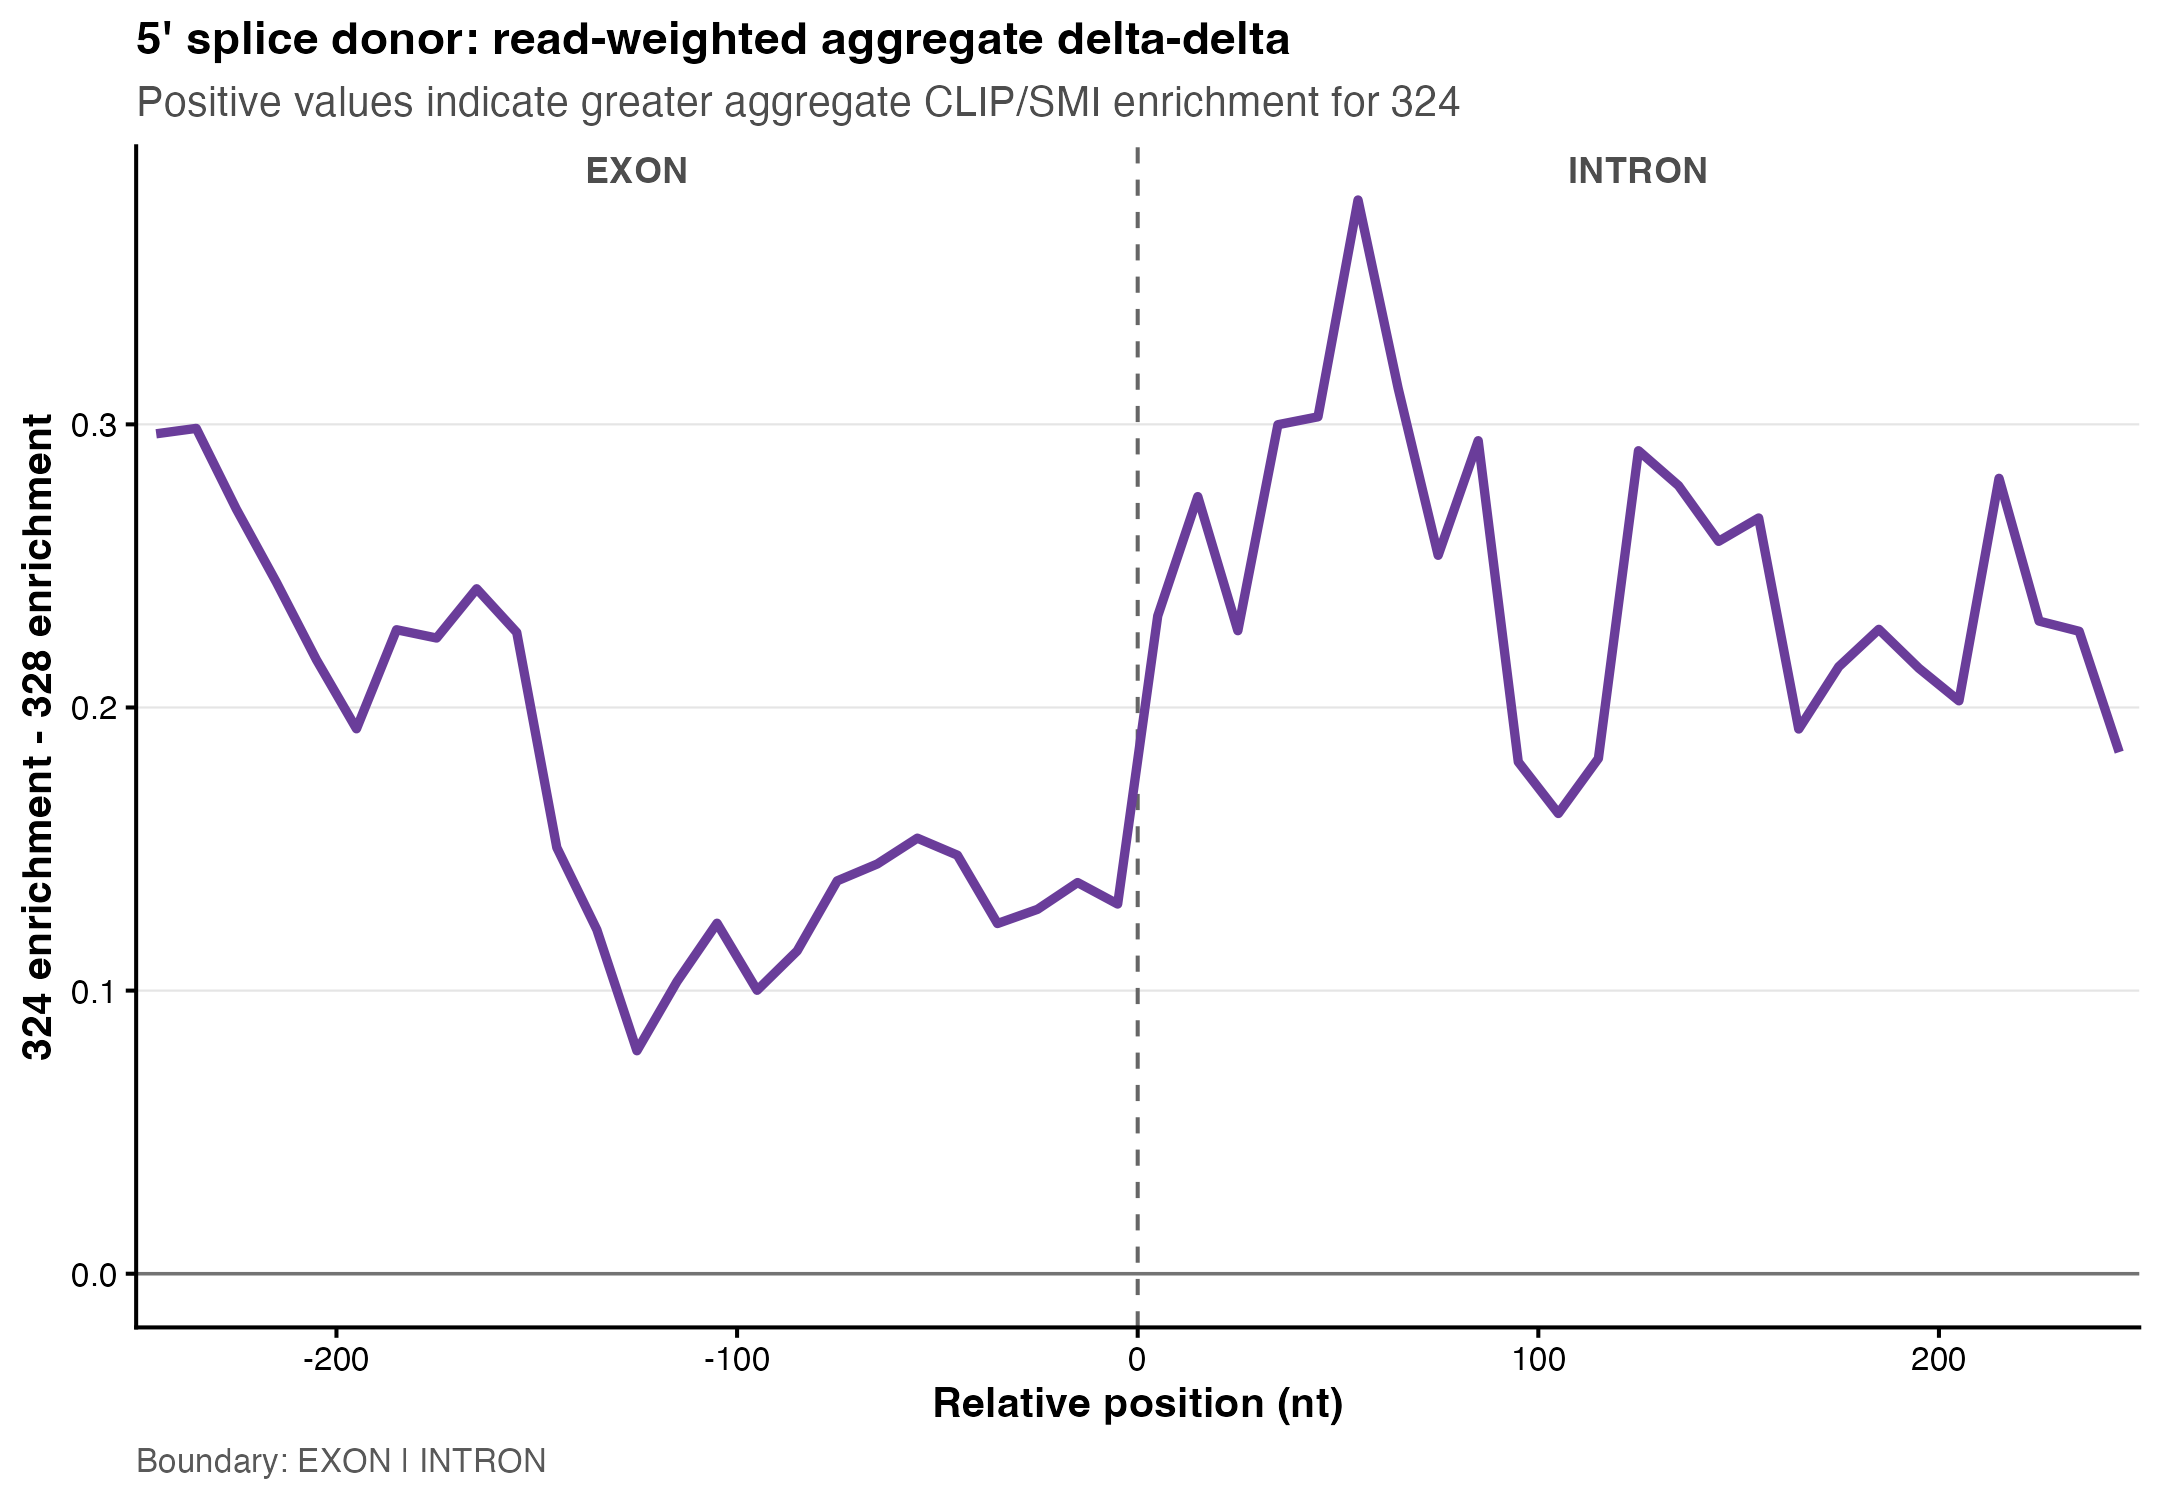 5' splice donor: read-weighted aggregate delta-delta
Positive values indicate greater aggregate CLIP/SMI enrichment for 324
EXON
INTRON
324 enrichment - 328 enrichment
0.3
0.2
0.1
0.0
-200
-100
0
100
200
Relative position (nt)
Boundary: EXON | INTRON